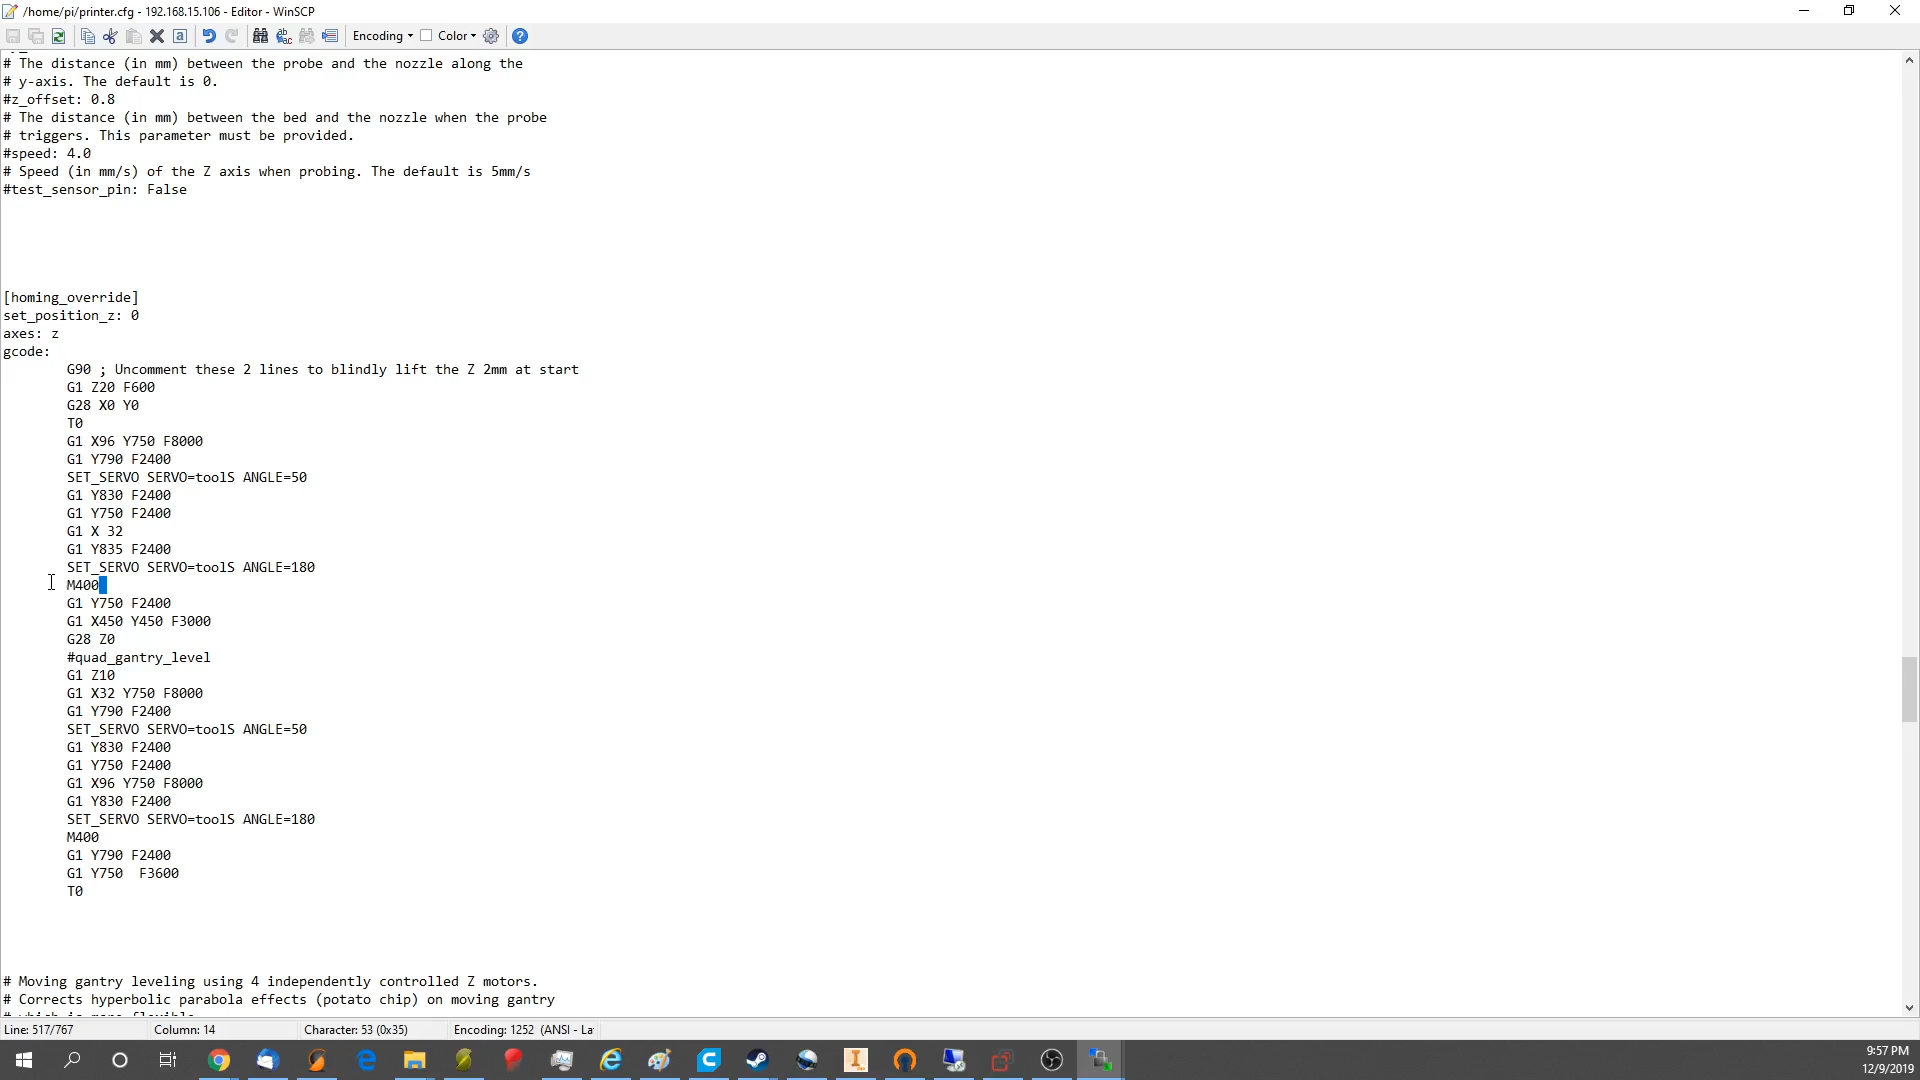 /home/pi/printer.cfg - 192.168.15.106 - Editor - WinSCP
Encoding Color
# The distance (in mm) between the probe and the nozzle along the
# y-axis. The default is 0.
#z_offset: 0.8
# The distance (in mm) between the bed and the nozzle when the probe
# triggers. This parameter must be provided.
#speed: 4.0
# Speed (in mm/s) of the Z axis when probing. The default is 5mm/s
#test_sensor_pin: False
[homing_override]
set_position_z: 0
axes: z
gcode:
G90 ; Uncomment these 2 lines to blindly lift the Z 2mm at start
G1 Z20 F600
G28 X0 Y0
T0
G1 X96 Y750 F8000
G1 Y790 F2400
SET_SERVO SERVO=toolS ANGLE=50
G1 Y830 F2400
G1 Y750 F2400
G1 X 32
G1 Y835 F2400
SET_SERVO SERVO=toolS ANGLE=180
M400
G1 Y750 F2400
G1 X450 Y450 F3000
G28 Z0
#quad_gantry_level
G1 Z10
G1 X32 Y750 F8000
G1 Y790 F2400
SET_SERVO SERVO=toolS ANGLE=50
G1 Y830 F2400
G1 Y750 F2400
G1 X96 Y750 F8000
G1 Y830 F2400
SET_SERVO SERVO=toolS ANGLE=180
M400
G1 Y790 F2400
G1 Y750  F3600
T0
# Moving gantry leveling using 4 independently controlled Z motors.
# Corrects hyperbolic parabola effects (potato chip) on moving gantry
# which is more flexible
Line: 517/767 Column: 14 Character: 53 (0x35) Encoding: 1252 (ANSI - La
9:57 PM
12/9/2019